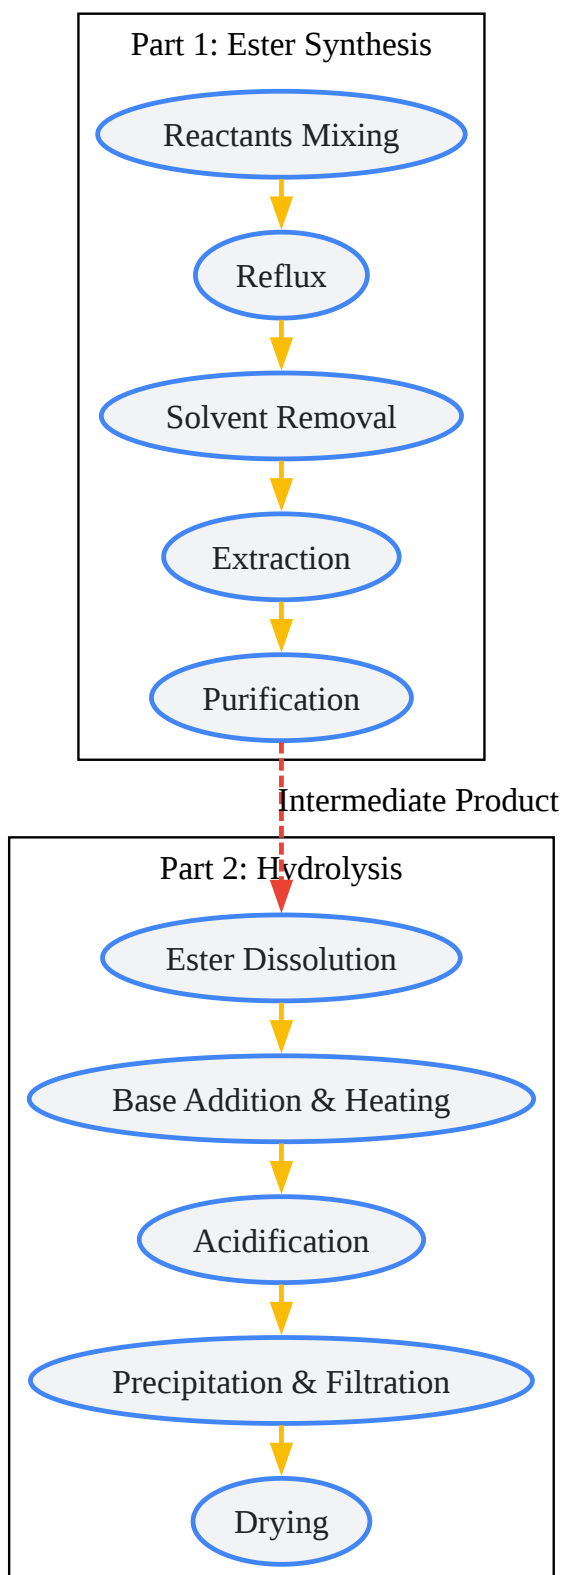 Part 1: Ester Synthesis
Reactants Mixing
Reflux
Solvent Removal
Extraction
Purification
Intermediate Product
Part 2: Hydrolysis
Ester Dissolution
Base Addition & Heating
Acidification
Precipitation & Filtration
Drying